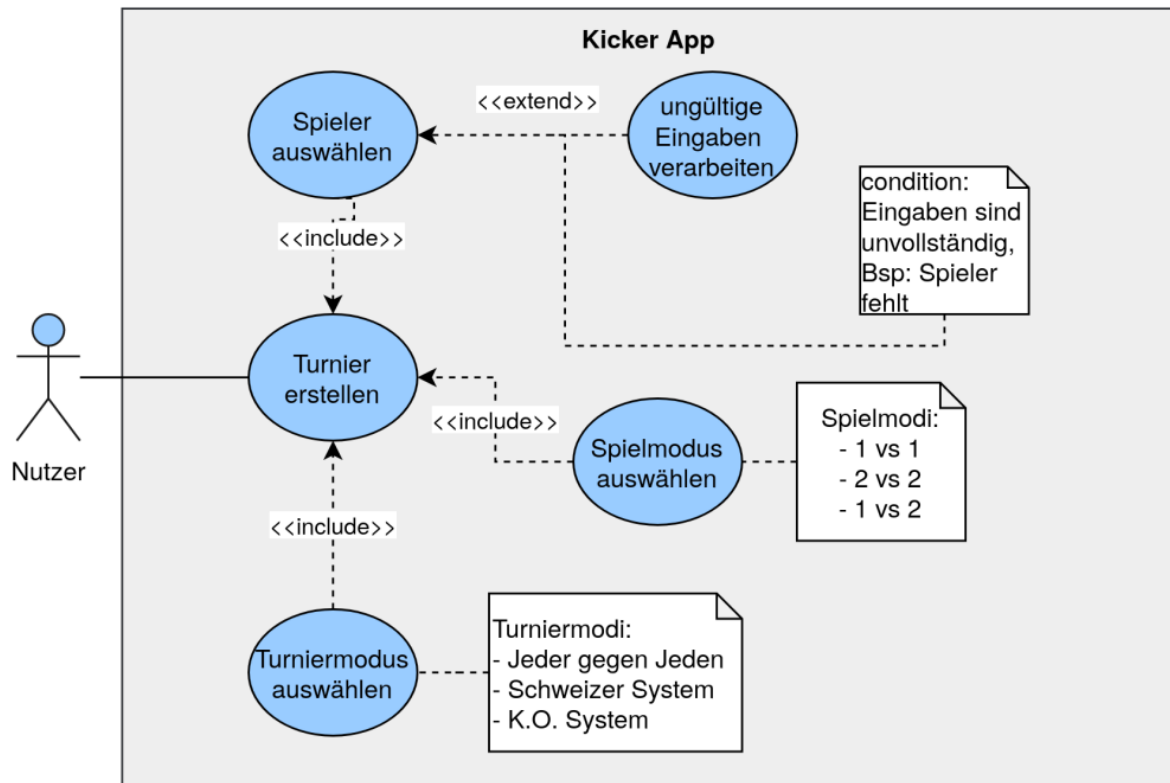 Kicker App
Spieler
auswählen
<<extend>>
ungültige
Eingaben
verarbeiten
condition:
Eingaben sind
unvollständig,
Bsp: Spieler
fehlt
<<include>>
Turnier
erstellen
Nutzer
<<include>>
Spielmodus
auswählen
Spielmodi:
- 1 vs 1
- 2 vs 2
- 1 vs 2
<<include>>
Turniermodus
auswählen
Turniermodi:
- Jeder gegen Jeden
- Schweizer System
- K.O. System